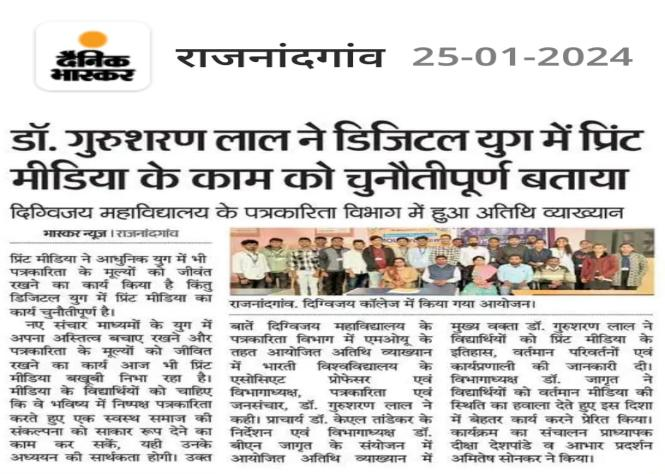 दैनिक
भास्कर
राजनांदगांव 25-01-2024
डॉ. गुरुशरण लाल ने डिजिटल युग में प्रिंट
मीडिया के काम को चुनौतीपूर्ण बताया
दिग्विजय महाविद्यालय के पत्रकारिता विभाग में हुआ अतिथि व्याख्यान
भास्कर न्यूज | राजनांदगांव
प्रिंट मीडिया ने आधुनिक युग में भी
पत्रकारिता के मूल्यों को जीवंत
रखने का कार्य किया है किंतु
डिजिटल युग में प्रिंट मीडिया का
कार्य चुनौतीपूर्ण है।
नए संचार माध्यमों के युग में
अपना अस्तित्व बचाए रखने और
पत्रकारिता के मूल्यों को जीवित
रखने का कार्य आज भी प्रिंट
मीडिया बखूबी निभा रहा है।
मीडिया के विद्यार्थियों को चाहिए
कि वे भविष्य में निष्पक्ष पत्रकारिता
करते हुए एक स्वस्थ समाज की
संकल्पना को साकार रूप देने का
काम कर सकें, यही उनके
अध्ययन की सार्थकता होगी। उक्त
राजनांदगांव. दिग्विजय कॉलेज में किया गया आयोजन।
बातें दिग्विजय महाविद्यालय के
पत्रकारिता विभाग में एमओयू के
तहत आयोजित अतिथि व्याख्यान
में भारती विश्वविद्यालय के
एसोसिएट प्रोफेसर एवं
विभागाध्यक्ष, पत्रकारिता एवं
जनसंचार, डॉ. गुरुशरण लाल ने
कही। प्राचार्य डॉ. केएल टांडेकर के
निर्देशन एवं विभागाध्यक्ष डॉ.
बीएन जागृत के संयोजन में
आयोजित अतिथि व्याख्यान में
मुख्य वक्ता डॉ. गुरुशरण लाल ने
विद्यार्थियों को प्रिंट मीडिया के
इतिहास, वर्तमान परिवर्तनों एवं
कार्यप्रणाली की जानकारी दी।
विभागाध्यक्ष डॉ. जागृत ने
विद्यार्थियों को वर्तमान मीडिया की
स्थिति का हवाला देते हुए इस दिशा
में बेहतर कार्य करने प्रेरित किया।
कार्यक्रम का संचालन प्राध्यापक
दीक्षा देशपांडे व आभार प्रदर्शन
अमितेष सोनकर ने किया।